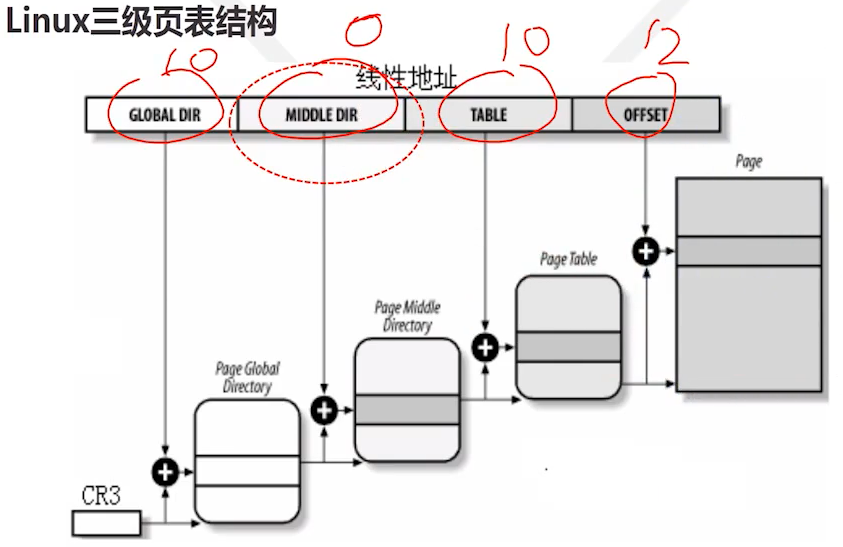 Linux三级页表结构
10 0 10 12
线性地址
GLOBAL DIR MIDDLE DIR TABLE OFFSET
Page
Page Table
Page Middle
Directory
Page Global
Directory
CR3